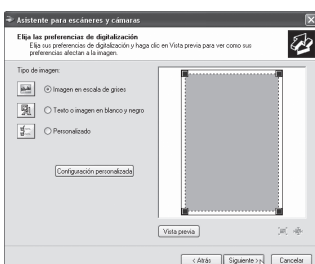 Asistente para escáneres y cámaras
Elija las preferencias de digitalización
Elija sus preferencias de digitalización y haga clic en Vista previa para ver como sus
preferencias afectan a la imagen.
Tipo de imagen:
Imagen en escala de grises
Texto o imagen en blanco y negro
Personalizado
Configuración personalizada
Vista previa
< Atrás Siguiente > Cancelar